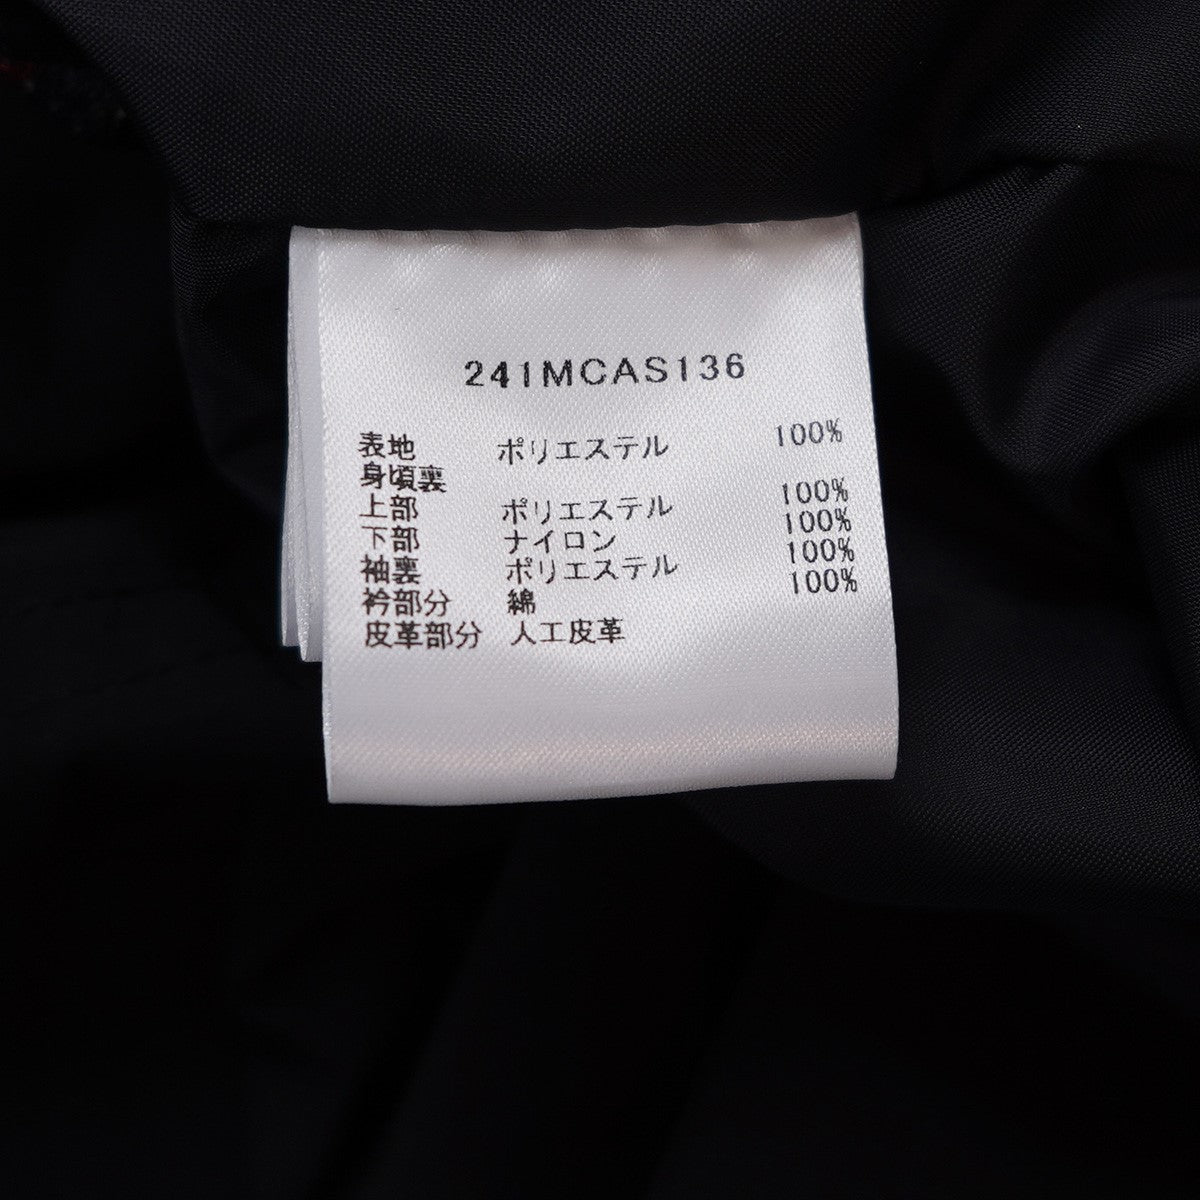 241MCAS136
表地 ポリエステル 100%
身頃裏
上部 ポリエステル 100%
下部 ナイロン 100%
袖裏 ポリエステル 100%
衿部分 綿 100%
皮革部分 人工皮革